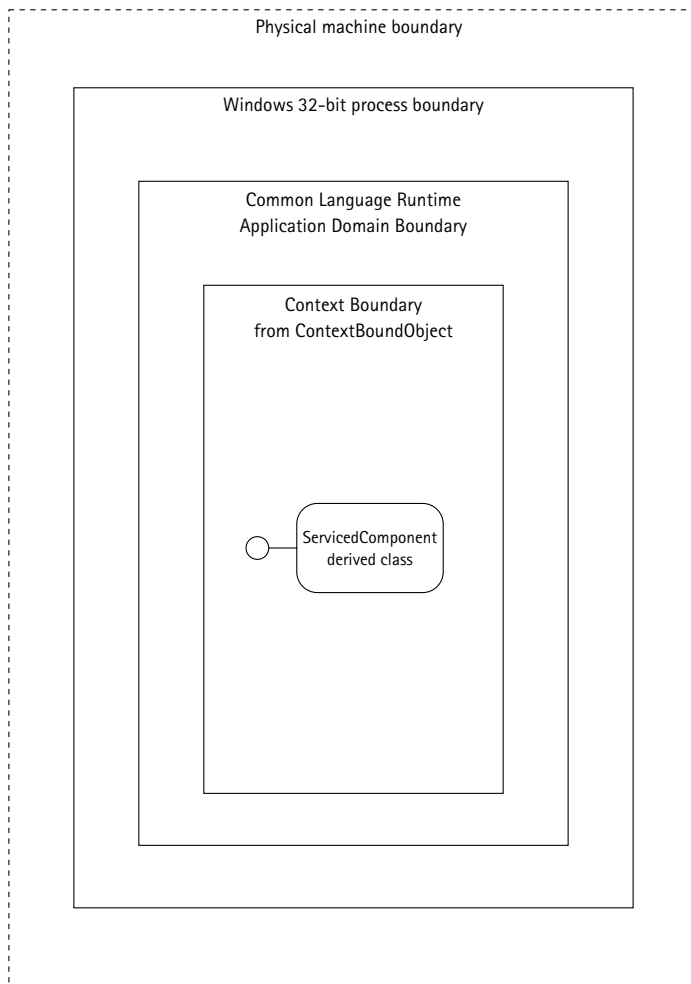 Physical machine boundary
Windows 32-bit process boundary
Common Language Runtime
Application Domain Boundary
Context Boundary
from ContextBoundObject
ServicedComponent
derived class